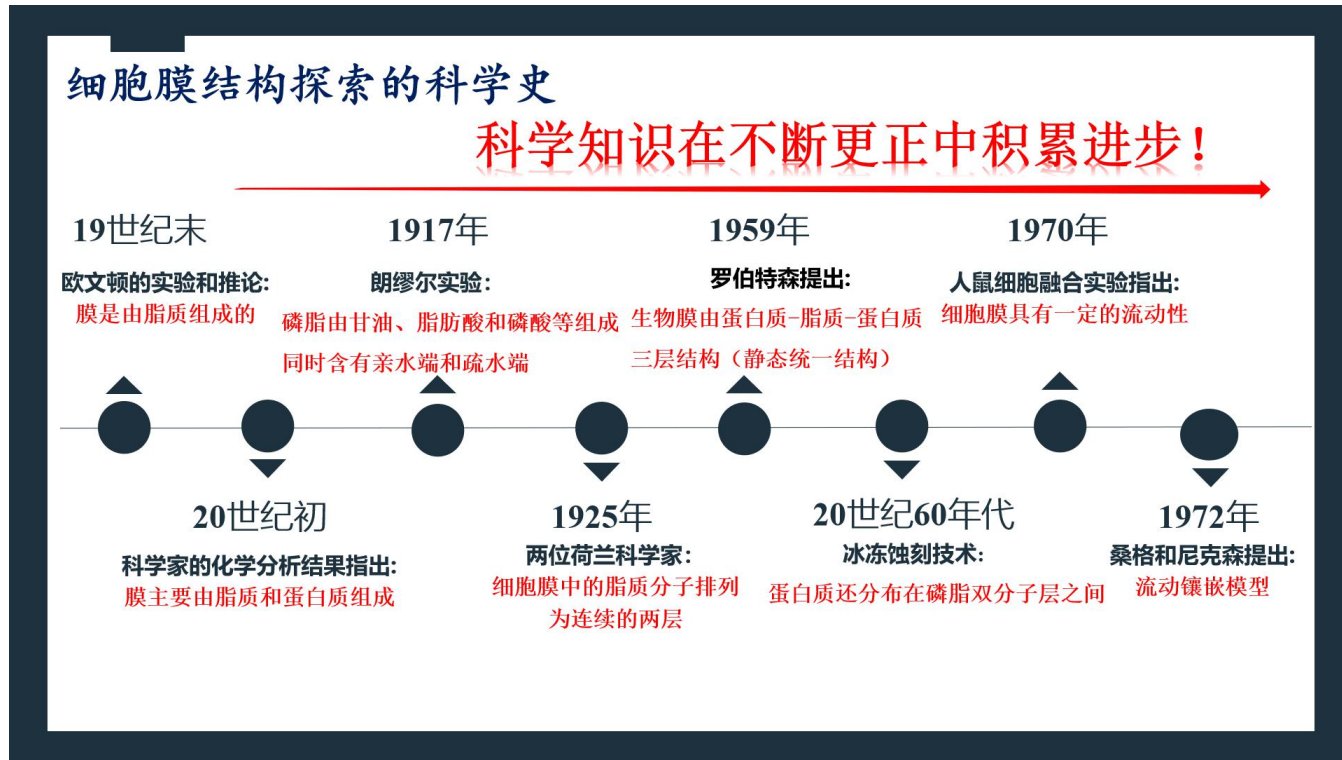 细胞膜结构探索的科学史
科学知识在不断更正中积累进步！
19世纪末
欧文顿的实验和推论:
膜是由脂质组成的
1917年
朗缪尔实验:
磷脂由甘油、脂肪酸和磷酸等组成
同时含有亲水端和疏水端
1959年
罗伯特森提出:
生物膜由蛋白质-脂质-蛋白质
三层结构（静态统一结构）
1970年
人鼠细胞融合实验指出:
细胞膜具有一定的流动性
20世纪初
科学家的化学分析结果指出:
膜主要由脂质和蛋白质组成
1925年
两位荷兰科学家:
细胞膜中的脂质分子排列
为连续的两层
20世纪60年代
冰冻蚀刻技术:
蛋白质还分布在磷脂双分子层之间
1972年
桑格和尼克森提出:
流动镶嵌模型